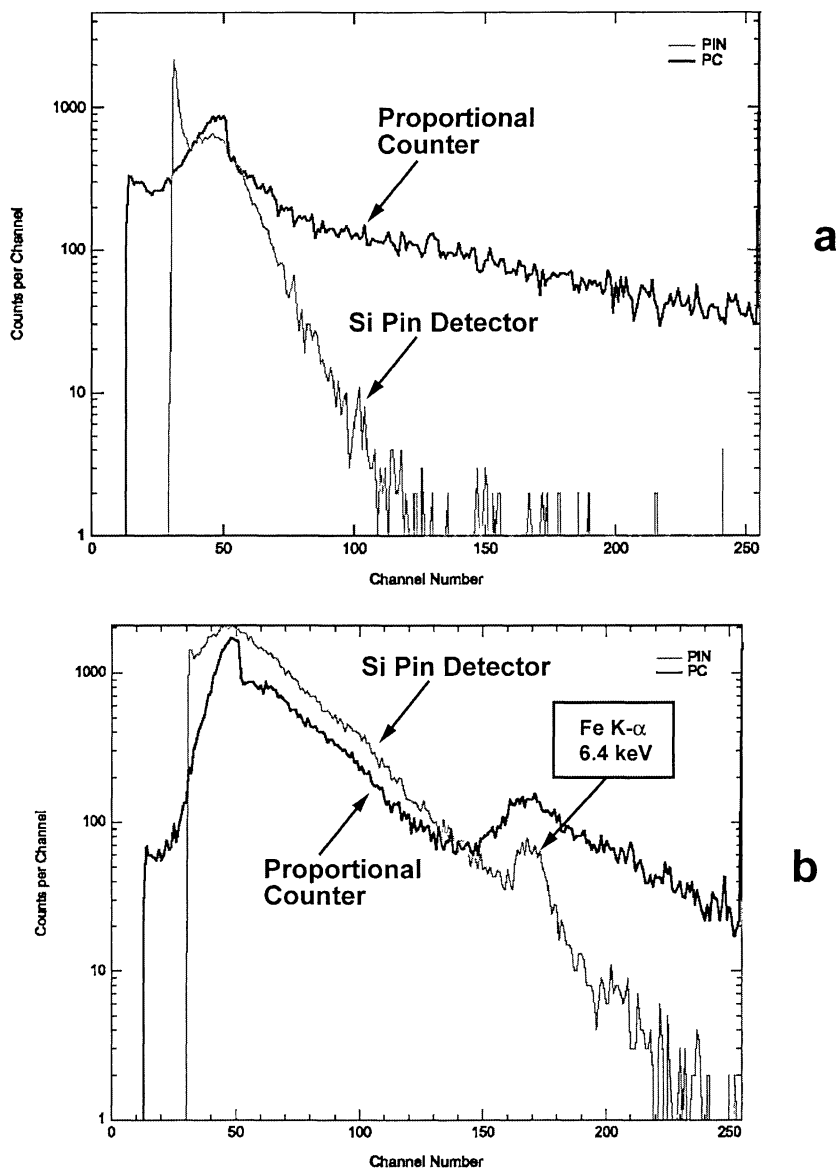 PIN
PC
1000
100
10
1
Counts per Channel
Proportional
Counter
Si Pin Detector
a
0
50
100
150
200
250
Channel Number
PIN
PC
1000
100
10
1
Counts per Channel
Si Pin Detector
Fe K-α
6.4 keV
Proportional
Counter
b
0
50
100
150
200
250
Channel Number